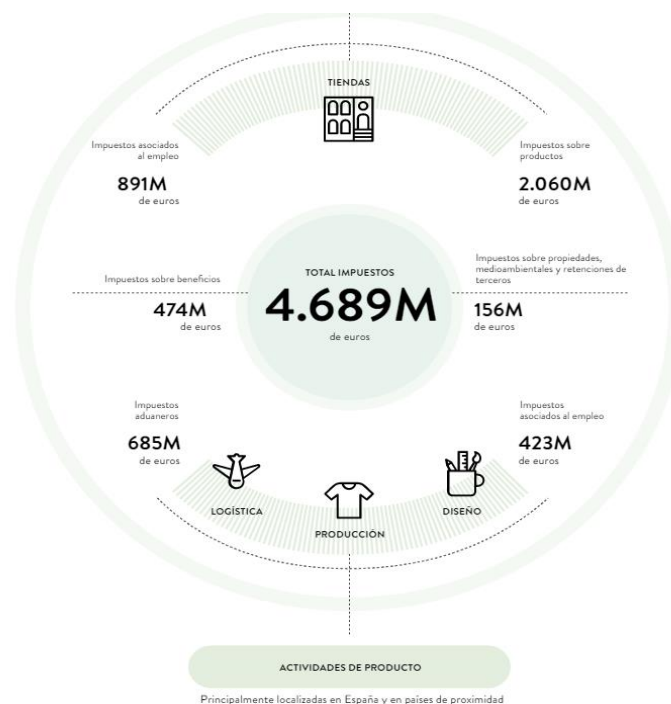 TIENDAS
Impuestos asociados
al empleo
891M
de euros
Impuestos sobre
productos
2.060M
de euros
Impuestos sobre beneficios
474M
de euros
TOTAL IMPUESTOS
4.689M
de euros
Impuestos sobre propiedades,
medioambientales y retenciones de
terceros
156M
de euros
Impuestos
aduaneros
685M
de euros
Impuestos
asociados al empleo
423M
de euros
LOGÍSTICA
PRODUCCIÓN
DISEÑO
ACTIVIDADES DE PRODUCTO
Principalmente localizadas en España y en países de proximidad